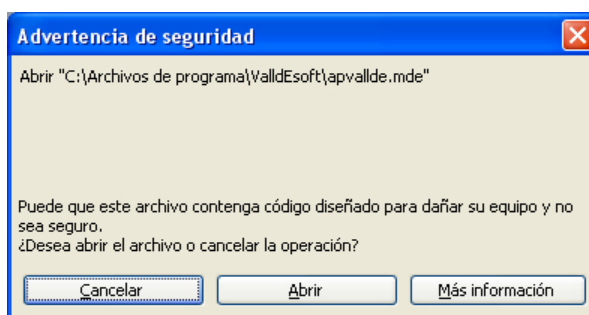 Advertencia de seguridad
Abrir "C:\Archivos de programa\ValldEsoft\apvallde.mde"
Puede que este archivo contenga código diseñado para dañar su equipo y no
sea seguro.
¿Desea abrir el archivo o cancelar la operación?
Cancelar Abrir Más información